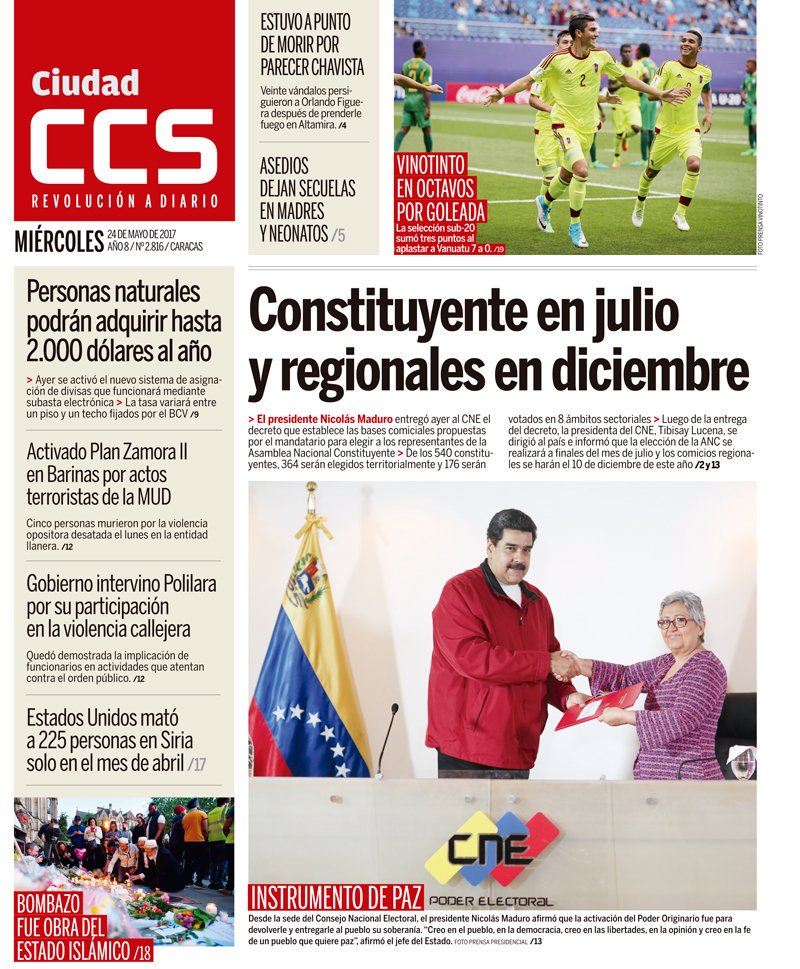 Ciudad
CCS
REVOLUCIÓN A DIARIO
MIÉRCOLES
24 DE MAYO DE 2017
AÑO 8 / Nº 2.816 / CARACAS
ESTUVO A PUNTO
DE MORIR POR
PARECER CHAVISTA
Veinte vándalos persi-
guieron a Orlando Figue-
ra después de prenderle
fuego en Altamira. /4
ASEDIOS
DEJAN SECUELAS
EN MADRES
Y NEONATOS /5
VINOTINTO
EN OCTAVOS
POR GOLEADA
La selección sub-20
sumó tres puntos al
aplastar a Vanuatu 7 a 0. /19
FOTO PRENSA VINOTINTO
Personas naturales
podrán adquirir hasta
2.000 dólares al año
> Ayer se activó el nuevo sistema de asigna-
ción de divisas que funcionará mediante
subasta electrónica > La tasa variará entre
un piso y un techo fijados por el BCV /9
Activado Plan Zamora II
en Barinas por actos
terroristas de la MUD
Cinco personas murieron por la violencia
opositora desatada el lunes en la entidad
llanera. /12
Gobierno intervino Polilara
por su participación
en la violencia callejera
Quedó demostrada la implicación de
funcionarios en actividades que atentan
contra el orden público. /12
Estados Unidos mató
a 225 personas en Siria
solo en el mes de abril /17
BOMBAZO
FUE OBRA DEL
ESTADO ISLÁMICO /18
Constituyente en julio
y regionales en diciembre
> El presidente Nicolás Maduro entregó ayer al CNE el
decreto que establece las bases comiciales propuestas
por el mandatario para elegir a los representantes de la
Asamblea Nacional Constituyente > De los 540 constitu-
yentes, 364 serán elegidos territorialmente y 176 serán
votados en 8 ámbitos sectoriales > Luego de la entrega
del decreto, la presidenta del CNE, Tibisay Lucena, se
dirigió al país e informó que la elección de la ANC se
realizará a finales del mes de julio y los comicios regiona-
les se harán el 10 de diciembre de este año /2 y 13
CNE
PODER ELECTORAL
INSTRUMENTO DE PAZ
Desde la sede del Consejo Nacional Electoral, el presidente Nicolás Maduro afirmó que la activación del Poder Originario fue para
devolverle y entregarle al pueblo su soberanía. “Creo en el pueblo, en la democracia, creo en las libertades, en la opinión y creo en la fe
de un pueblo que quiere paz”, afirmó el jefe del Estado. FOTO PRENSA PRESIDENCIAL /13